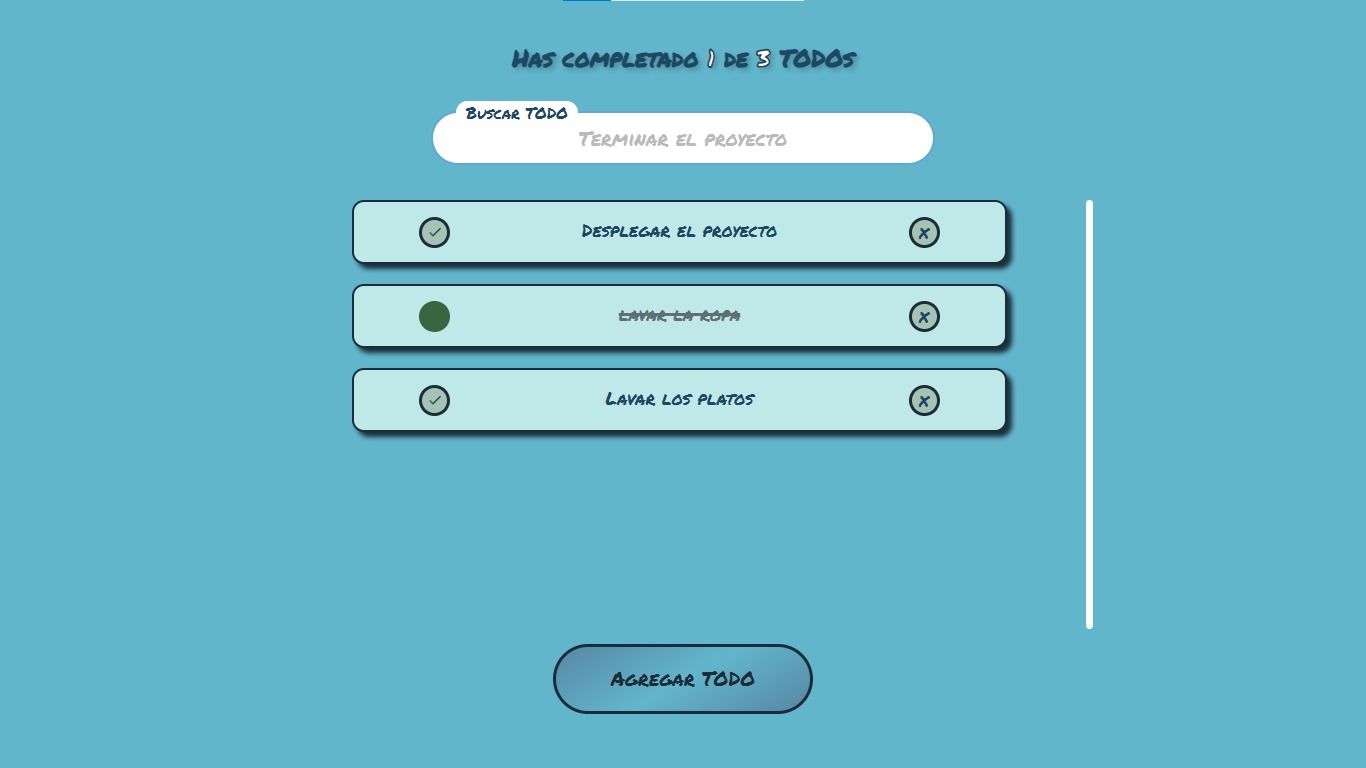 Has completado 1 de 3 TODOs
Buscar TODO
Terminar el proyecto
Desplegar el proyecto
Lavar la ropa
Lavar los platos
Agregar TODO